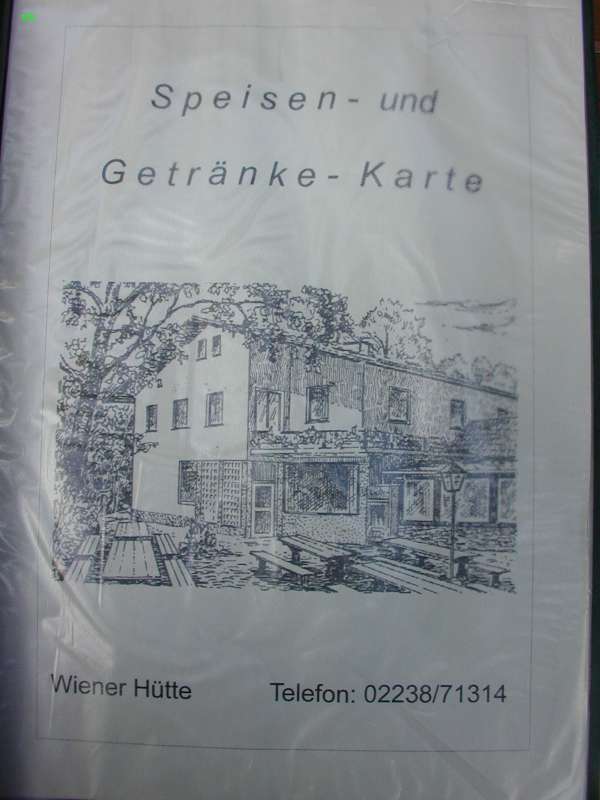 Speisen- und
Getränke-Karte
Wiener Hütte Telefon: 02238/71314